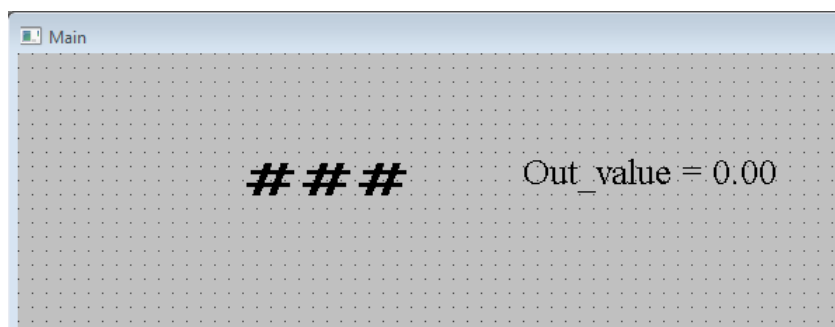 Main
### Out_value = 0.00